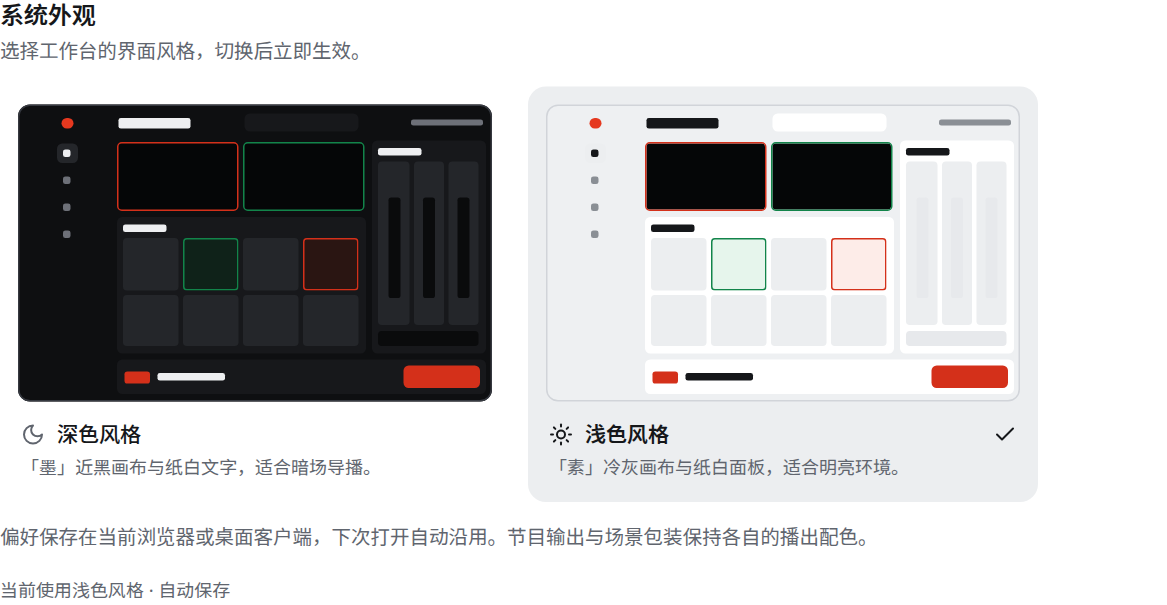 系统外观
选择工作台的界面风格，切换后立即生效。
深色风格
「墨」近黑画布与纸白文字，适合暗场导播。
浅色风格
「素」冷灰画布与纸白面板，适合明亮环境。
偏好保存在当前浏览器或桌面客户端，下次打开自动沿用。节目输出与场景包装保持各自的播出配色。
当前使用浅色风格 · 自动保存